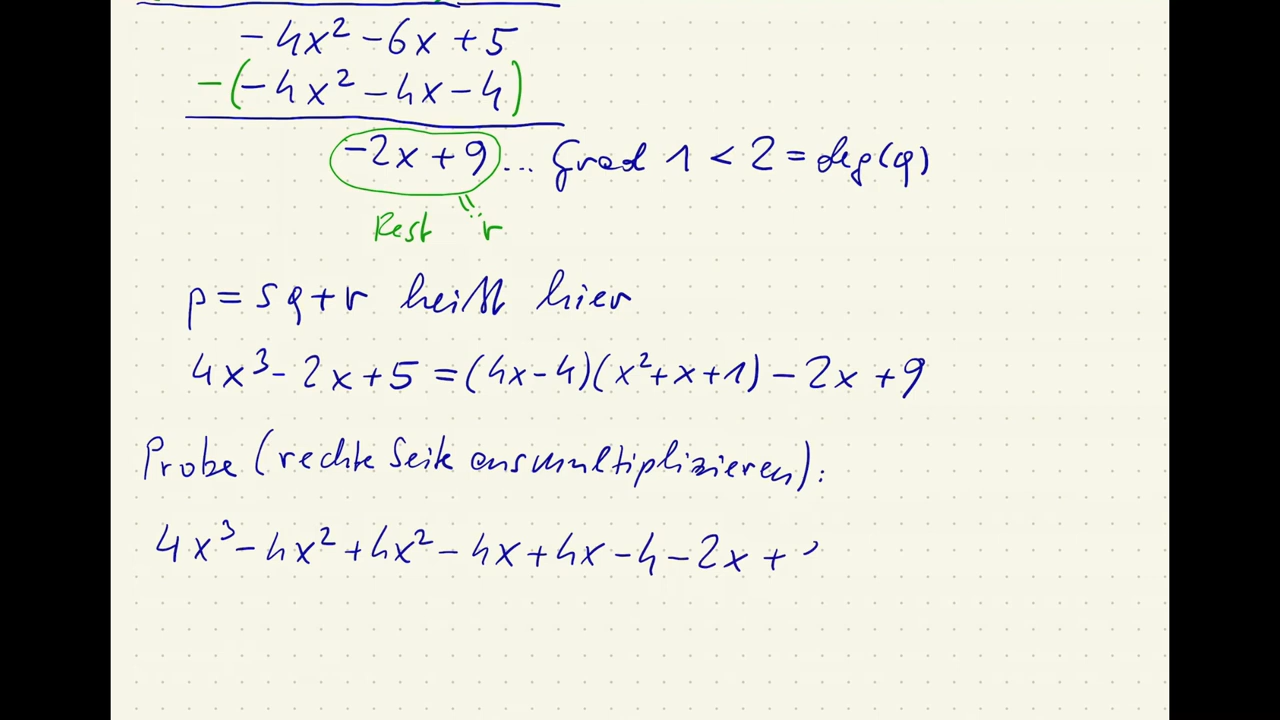 -4x² -6x +5
-(-4x² -4x -4)
-2x + 9 ... Grad 1 < 2 = deg(q)
Rest r
p = sq + r heißt hier
4x³ - 2x + 5 = (4x-4)(x²+x+1) - 2x + 9
Probe (rechte Seite ausmultiplizieren):
4x³ - 4x² + 4x² - 4x + 4x - 4 - 2x +